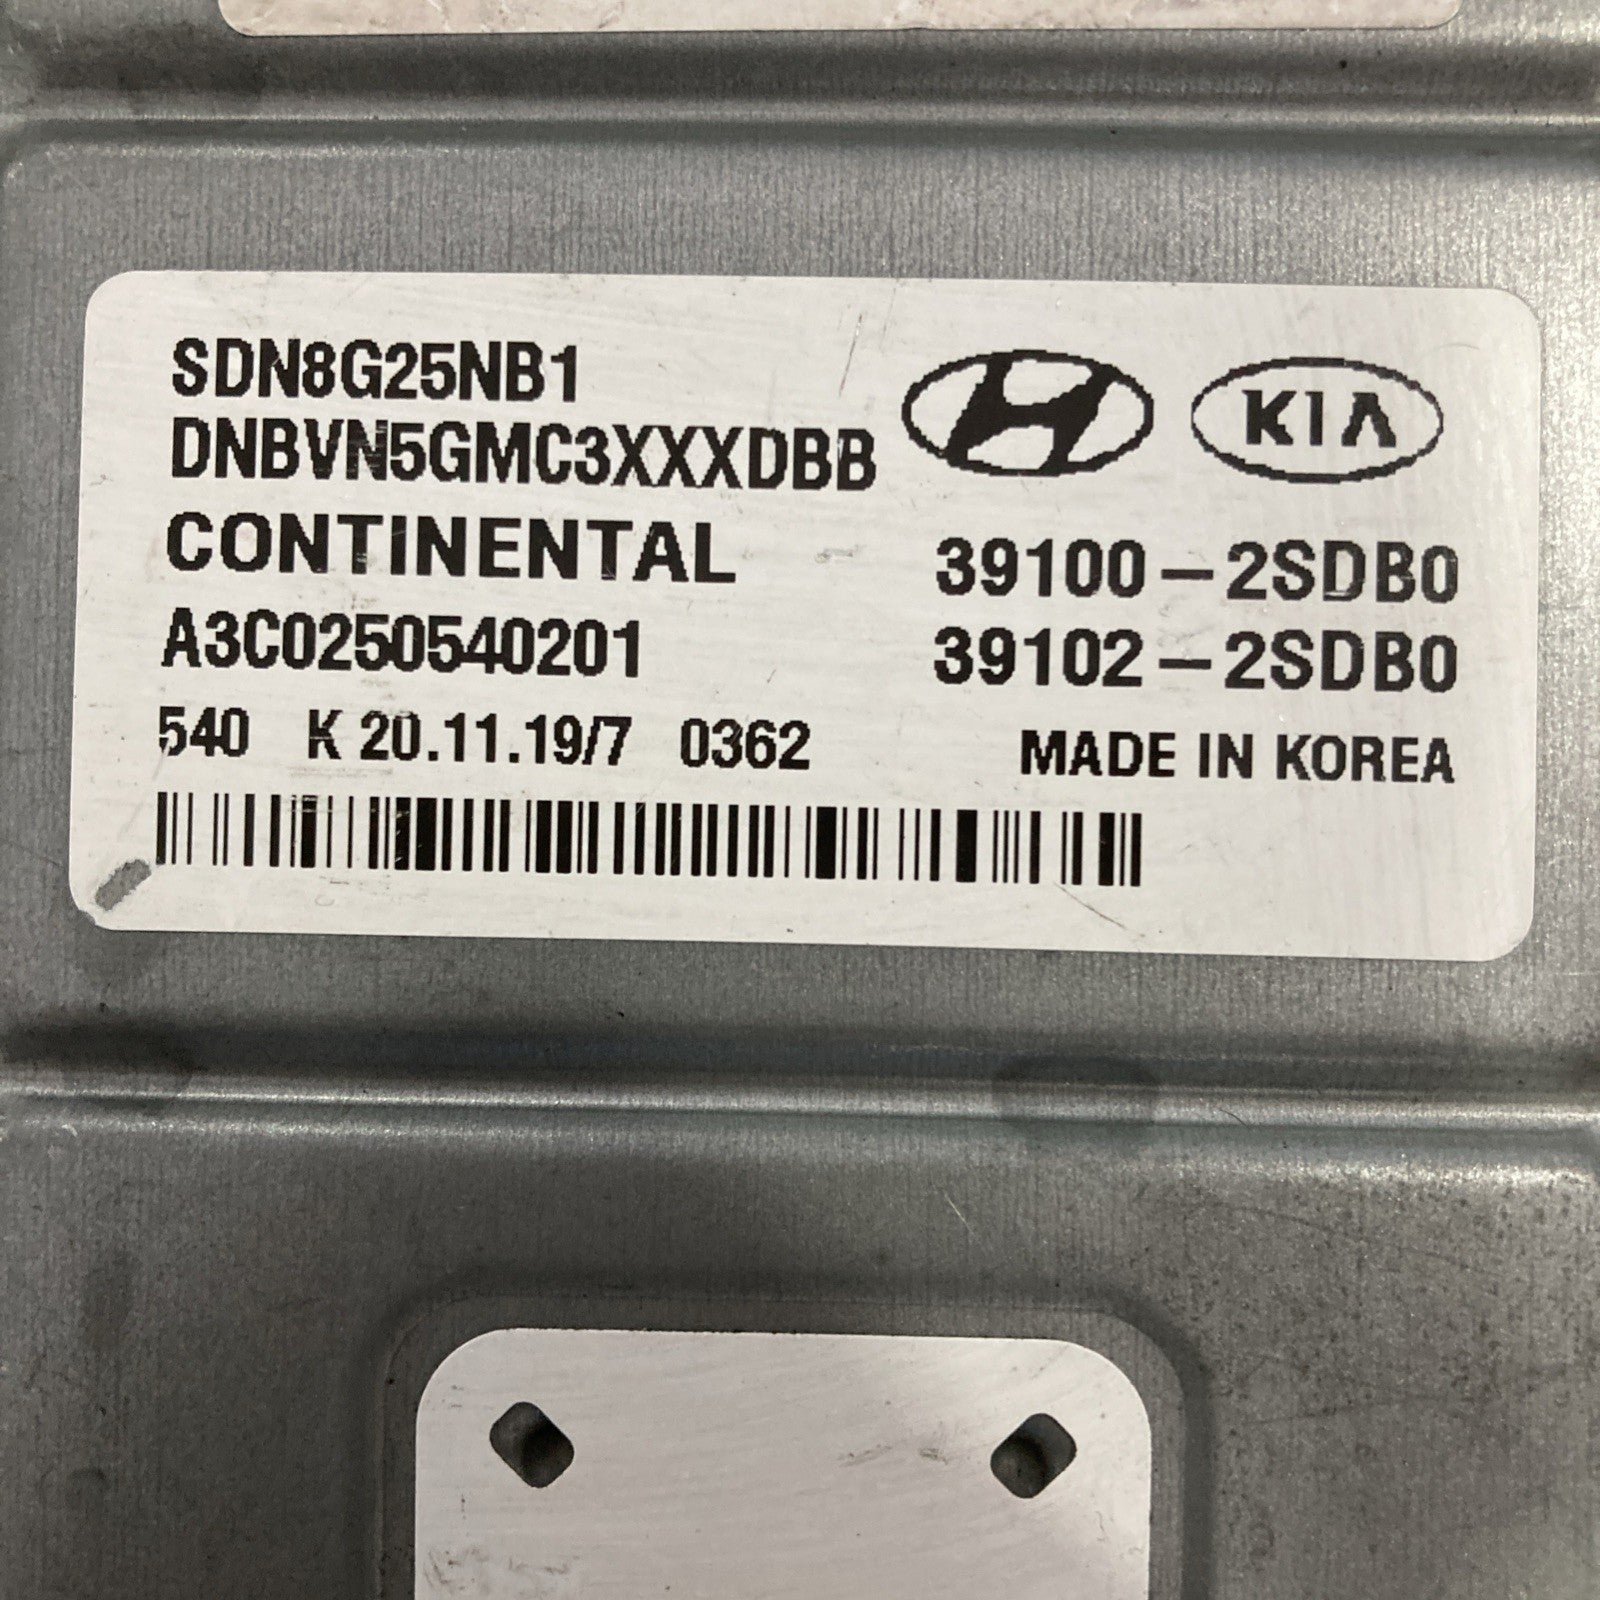 SDN8G25NB1
DNBVN5GMC3XXXDBB
KIA
CONTINENTAL
39100-2SDB0
A3C0250540201
39102-2SDB0
540 K 20.11.19/7 0362
MADE IN KOREA